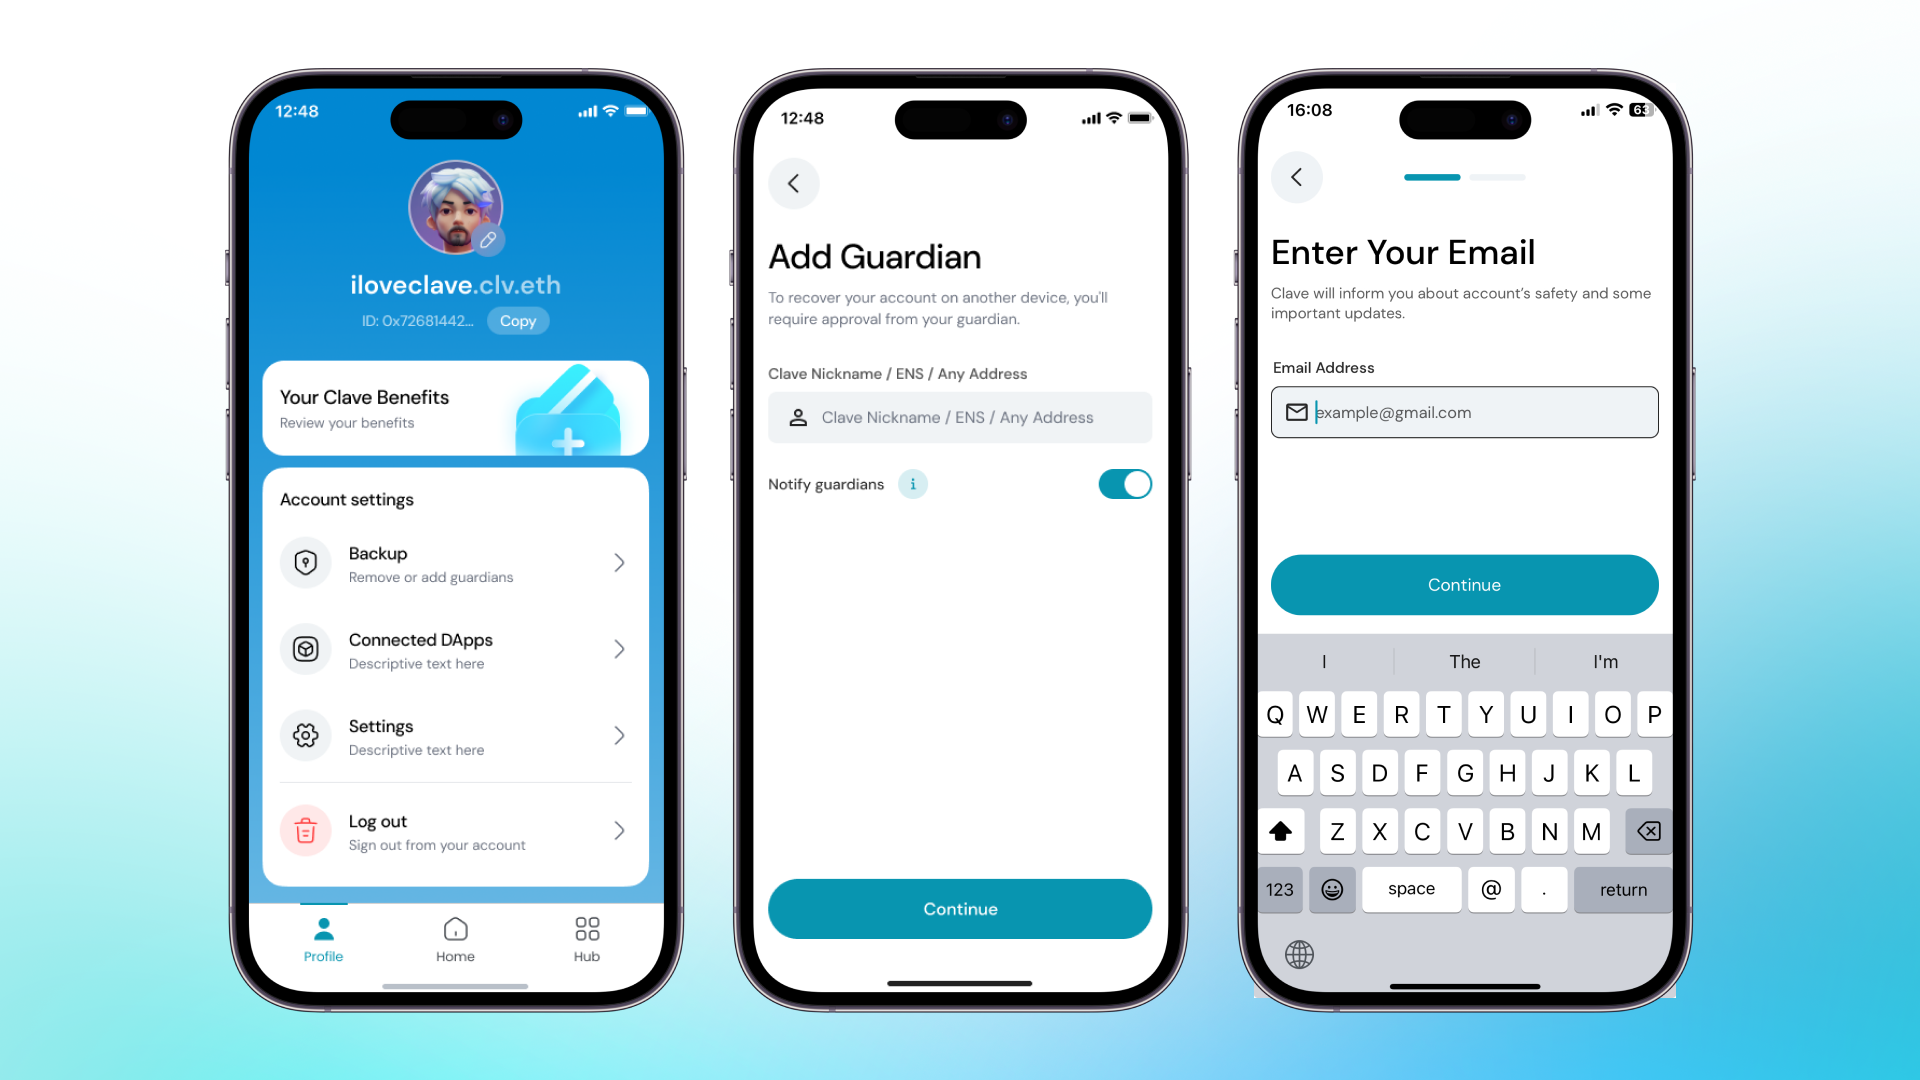 12:48
iloveclave.clv.eth
ID: 0x72681442...
Copy
Your Clave Benefits
Review your benefits
Account settings
Backup
Remove or add guardians
Connected DApps
Descriptive text here
Settings
Descriptive text here
Log out
Sign out from your account
Profile
Home
Hub
12:48
Add Guardian
To recover your account on another device, you'll
require approval from your guardian.
Clave Nickname / ENS / Any Address
Clave Nickname / ENS / Any Address
Notify guardians
i
Continue
16:08
63
Enter Your Email
Clave will inform you about account’s safety and some
important updates.
Email Address
example@gmail.com
Continue
I The I'm
Q W E R T Y U I O P
A S D F G H J K L
Z X C V B N M
123 space @ . return